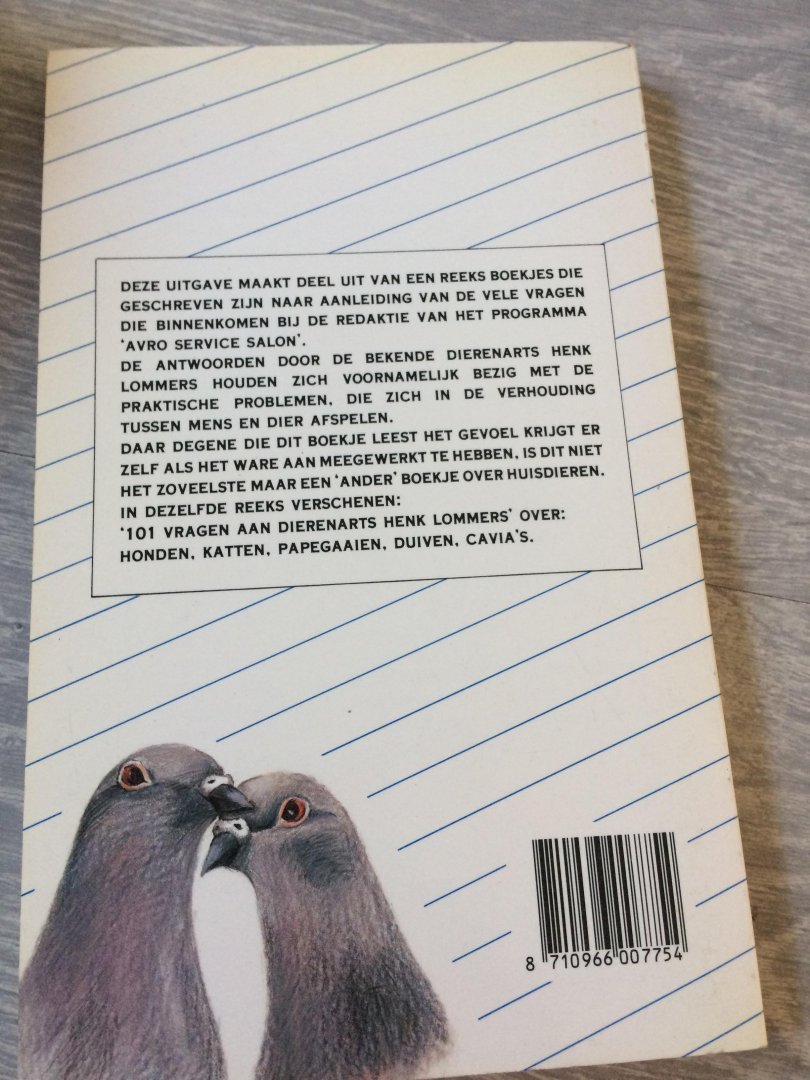 DEZE UITGAVE MAAKT DEEL UIT VAN EEN REEKS BOEKJES DIE
GESCHREVEN ZIJN NAAR AANLEIDING VAN DE VELE VRAGEN
DIE BINNENKOMEN BIJ DE REDAKTIE VAN HET PROGRAMMA
'AVRO SERVICE SALON'.
DE ANTWOORDEN DOOR DE BEKENDE DIERENARTS HENK
LOMMERS HOUDEN ZICH VOORNAMELIJK BEZIG MET DE
PRAKTISCHE PROBLEMEN, DIE ZICH IN DE VERHOUDING
TUSSEN MENS EN DIER AFSPELEN.
DAAR DEGENE DIE DIT BOEKJE LEEST HET GEVOEL KRIJGT ER
ZELF ALS HET WARE AAN MEEGEWERKT TE HEBBEN, IS DIT NIET
HET ZOVEELSTE MAAR EEN 'ANDER' BOEKJE OVER HUISDIEREN.
IN DEZELFDE REEKS VERSCHENEN:
'101 VRAGEN AAN DIERENARTS HENK LOMMERS' OVER:
HONDEN, KATTEN, PAPEGAAIEN, DUIVEN, CAVIA'S.
8 710966 007754